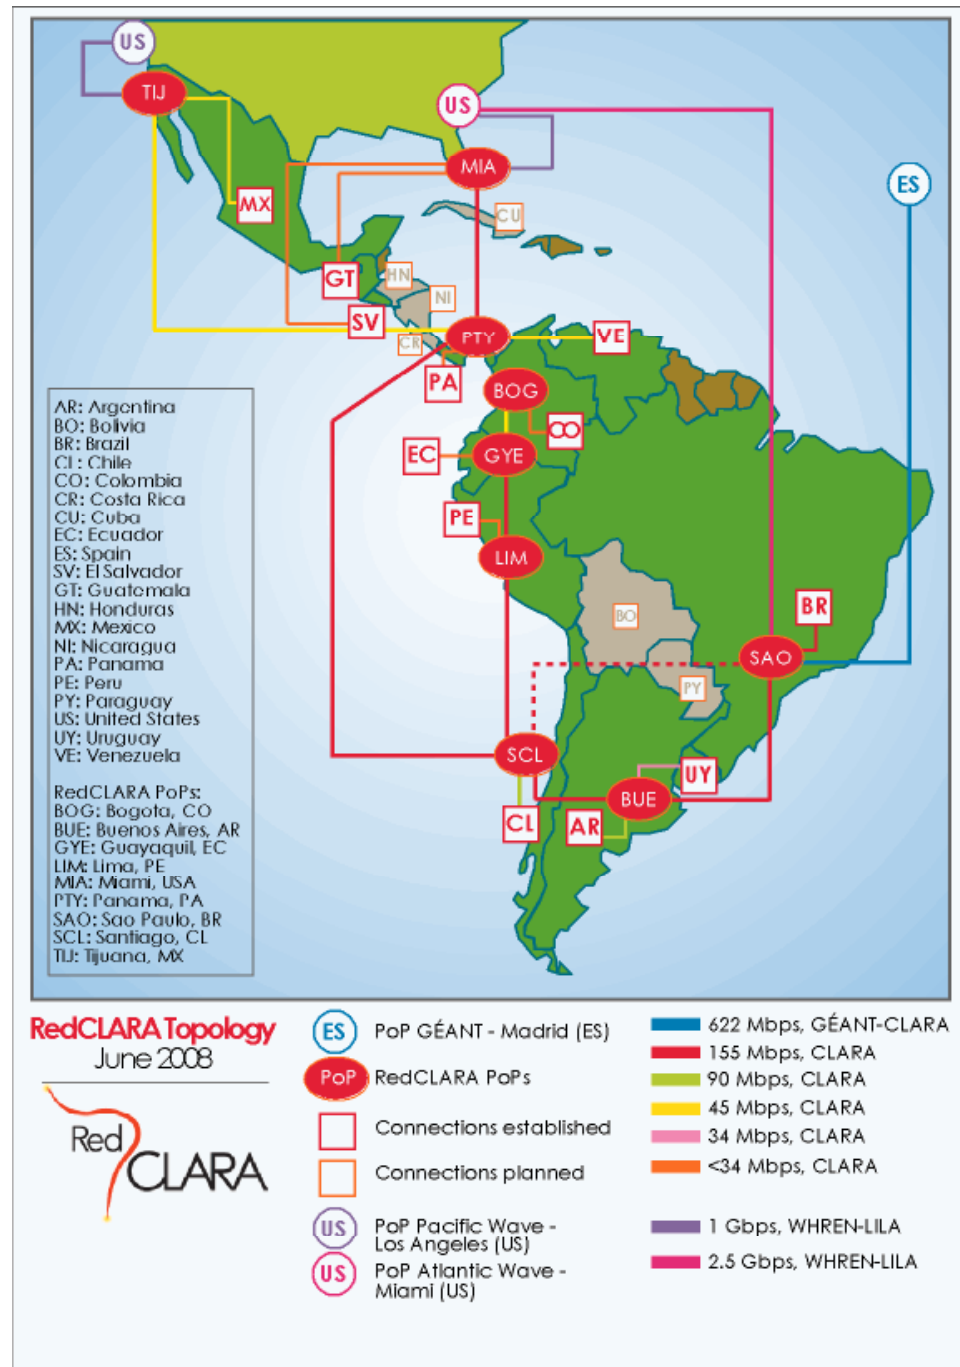 US
TIJ
US
MIA
ES
MX
CU
GT
HN
NI
SV
CR
PTY
VE
PA
BOG
CO
EC
GYE
PE
LIM
BO
BR
SAO
PY
SCL
UY
BUE
CL
AR
AR: Argentina
BO: Bolivia
BR: Brazil
CL: Chile
CO: Colombia
CR: Costa Rica
CU: Cuba
EC: Ecuador
ES: Spain
SV: El Salvador
GT: Guatemala
HN: Honduras
MX: Mexico
NI: Nicaragua
PA: Panama
PE: Peru
PY: Paraguay
US: United States
UY: Uruguay
VE: Venezuela
RedCLARA PoPs:
BOG: Bogota, CO
BUE: Buenos Aires, AR
GYE: Guayaquil, EC
LIM: Lima, PE
MIA: Miami, USA
PTY: Panama, PA
SAO: Sao Paulo, BR
SCL: Santiago, CL
TIJ: Tijuana, MX
RedCLARA Topology
June 2008
Red
CLARA
ES PoP GÉANT - Madrid (ES)
PoP RedCLARA PoPs
Connections established
Connections planned
US PoP Pacific Wave -
Los Angeles (US)
US PoP Atlantic Wave -
Miami (US)
622 Mbps, GÉANT-CLARA
155 Mbps, CLARA
90 Mbps, CLARA
45 Mbps, CLARA
34 Mbps, CLARA
<34 Mbps, CLARA
1 Gbps, WHREN-LILA
2.5 Gbps, WHREN-LILA